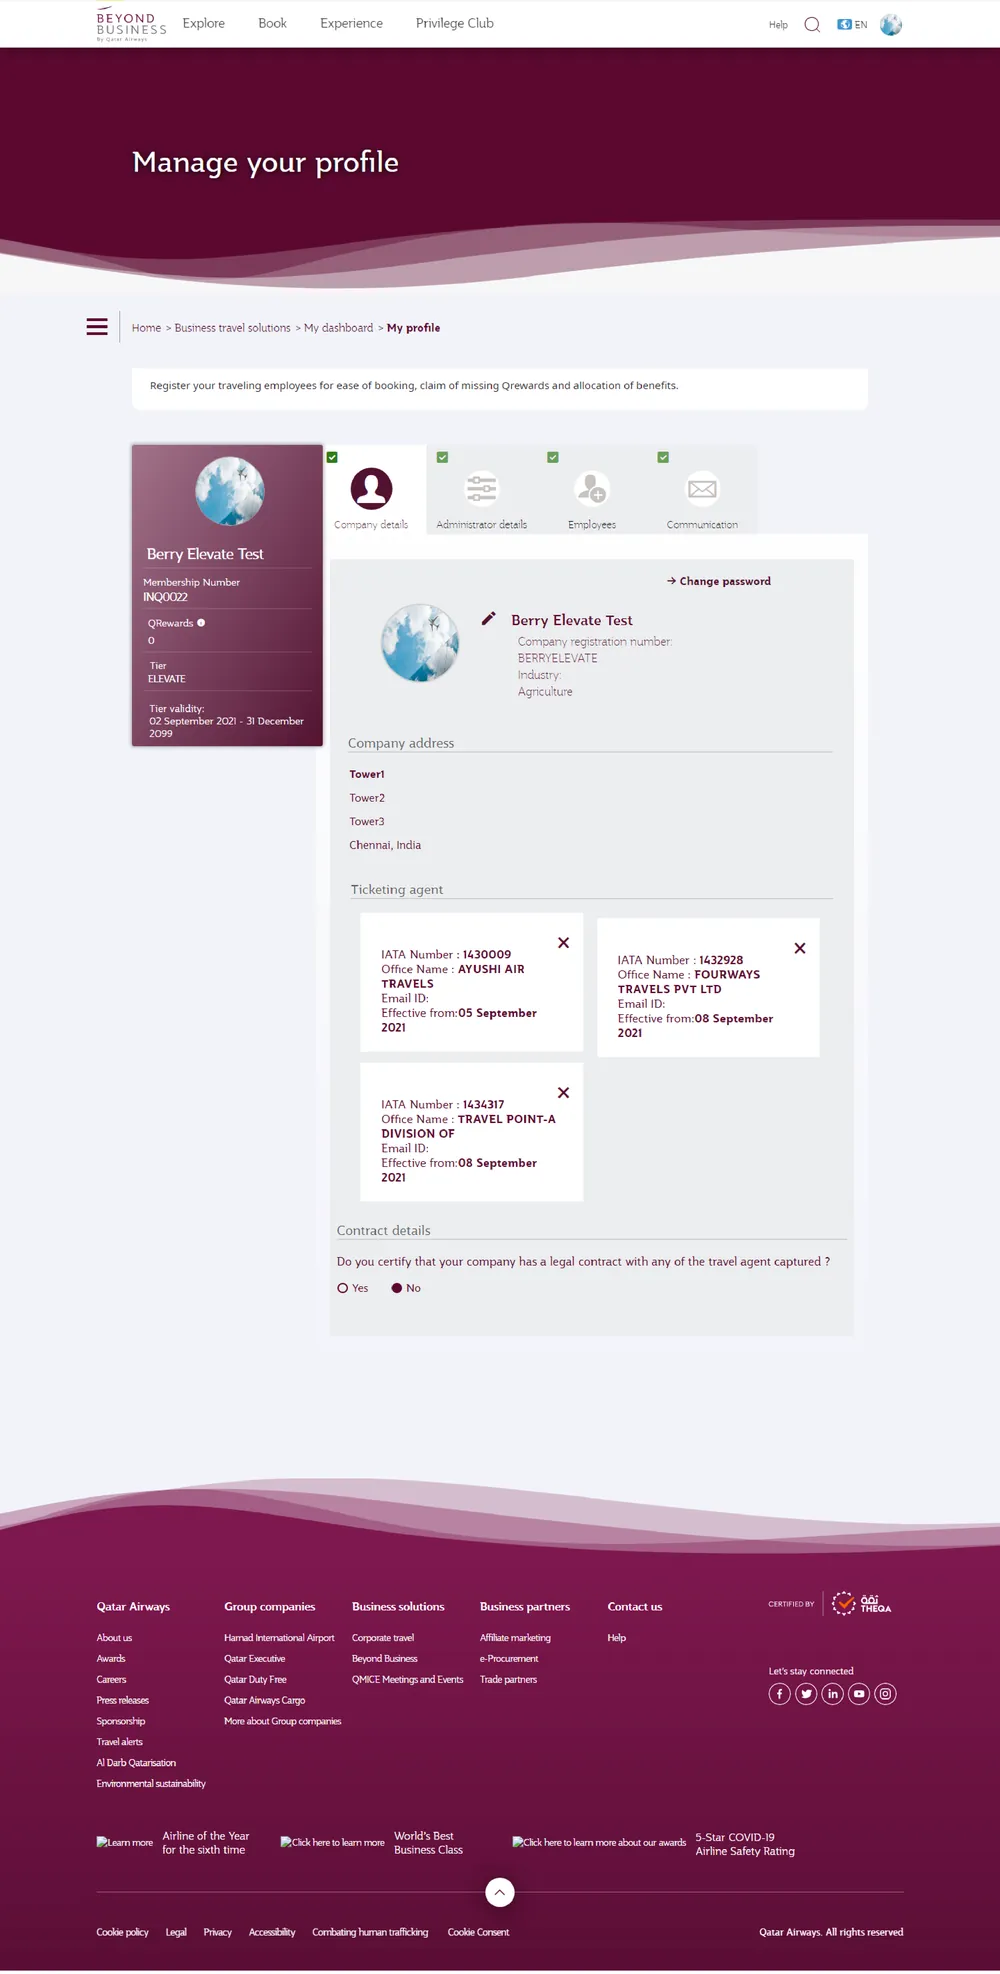 BEYOND
BUSINESS
By Qatar Airways
Explore
Book
Experience
Privilege Club
Help
EN
Manage your profile
Home > Business travel solutions > My dashboard > My profile
Register your traveling employees for ease of booking, claim of missing Qrewards and allocation of benefits.
Berry Elevate Test
Membership Number
INQ0022
QRewards
0
Tier
ELEVATE
Tier validity:
02 September 2021 - 31 December
2099
Company details
Administrator details
Employees
Communication
→ Change password
Berry Elevate Test
Company registration number:
BERRYELEVATE
Industry:
Agriculture
Company address
Tower1
Tower2
Tower3
Chennai, India
Ticketing agent
IATA Number : 1430009
Office Name : AYUSHI AIR
TRAVELS
Email ID:
Effective from:05 September
2021
IATA Number : 1432928
Office Name : FOURWAYS
TRAVELS PVT LTD
Email ID:
Effective from:08 September
2021
IATA Number : 1434317
Office Name : TRAVEL POINT-A
DIVISION OF
Email ID:
Effective from:08 September
2021
Contract details
Do you certify that your company has a legal contract with any of the travel agent captured ?
Yes
No
Qatar Airways
About us
Awards
Careers
Press releases
Sponsorship
Travel alerts
Al Darb Qatarisation
Environmental sustainability
Group companies
Hamad International Airport
Qatar Executive
Qatar Duty Free
Qatar Airways Cargo
More about Group companies
Business solutions
Corporate travel
Beyond Business
QMICE Meetings and Events
Business partners
Affiliate marketing
e-Procurement
Trade partners
Contact us
Help
CERTIFIED BY
ثقة
THEQA
Let's stay connected
Learn more
Airline of the Year
for the sixth time
Click here to learn more
World's Best
Business Class
Click here to learn more about our awards
5-Star COVID-19
Airline Safety Rating
Cookie policy
Legal
Privacy
Accessibility
Combating human trafficking
Cookie Consent
Qatar Airways. All rights reserved